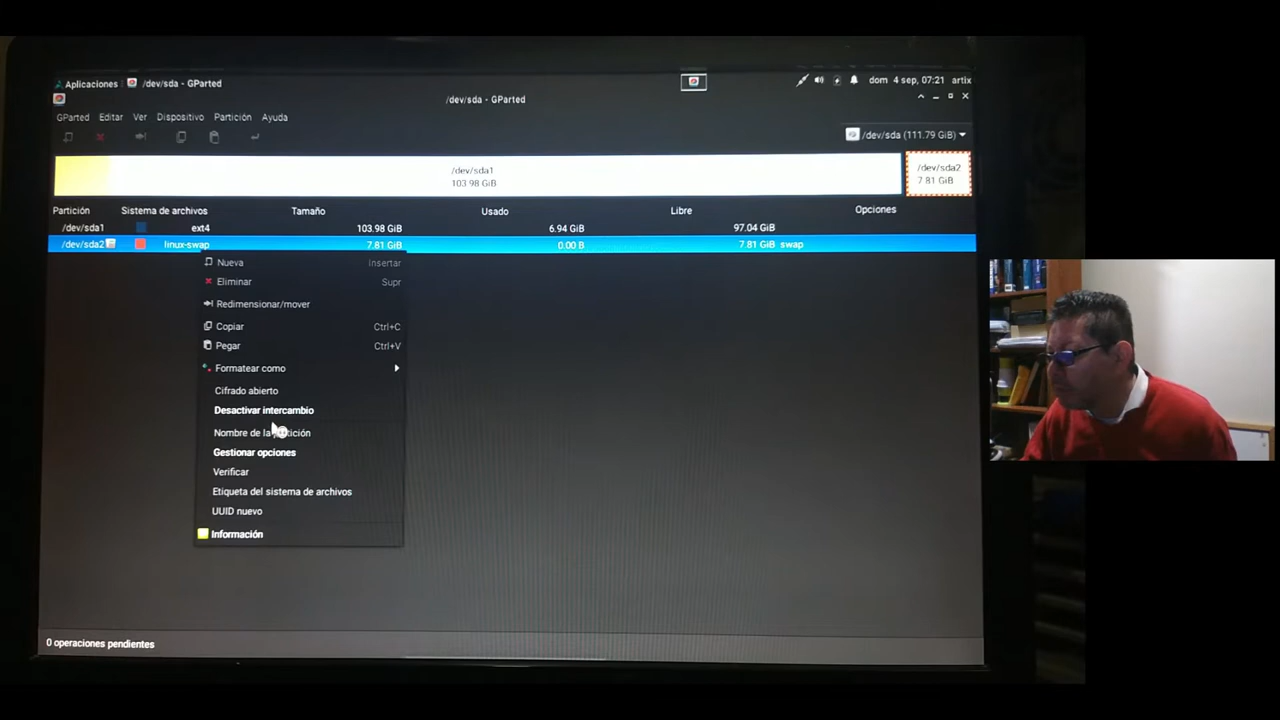 Aplicaciones /dev/sda - GParted dom 4 sep, 07:21 artix
/dev/sda - GParted
GParted Editar Ver Dispositivo Partición Ayuda
/dev/sda (111.79 GiB)
/dev/sda1
103.98 GiB
/dev/sda2
7.81 GiB
Partición Sistema de archivos Tamaño Usado Libre Opciones
/dev/sda1 ext4 103.98 GiB 6.94 GiB 97.04 GiB
/dev/sda2 linux-swap 7.81 GiB 0.00 B 7.81 GiB swap
Nueva Insertar
Eliminar Supr
Redimensionar/mover
Copiar Ctrl+C
Pegar Ctrl+V
Formatear como
Cifrado abierto
Desactivar intercambio
Nombre de la partición
Gestionar opciones
Verificar
Etiqueta del sistema de archivos
UUID nuevo
Información
0 operaciones pendientes